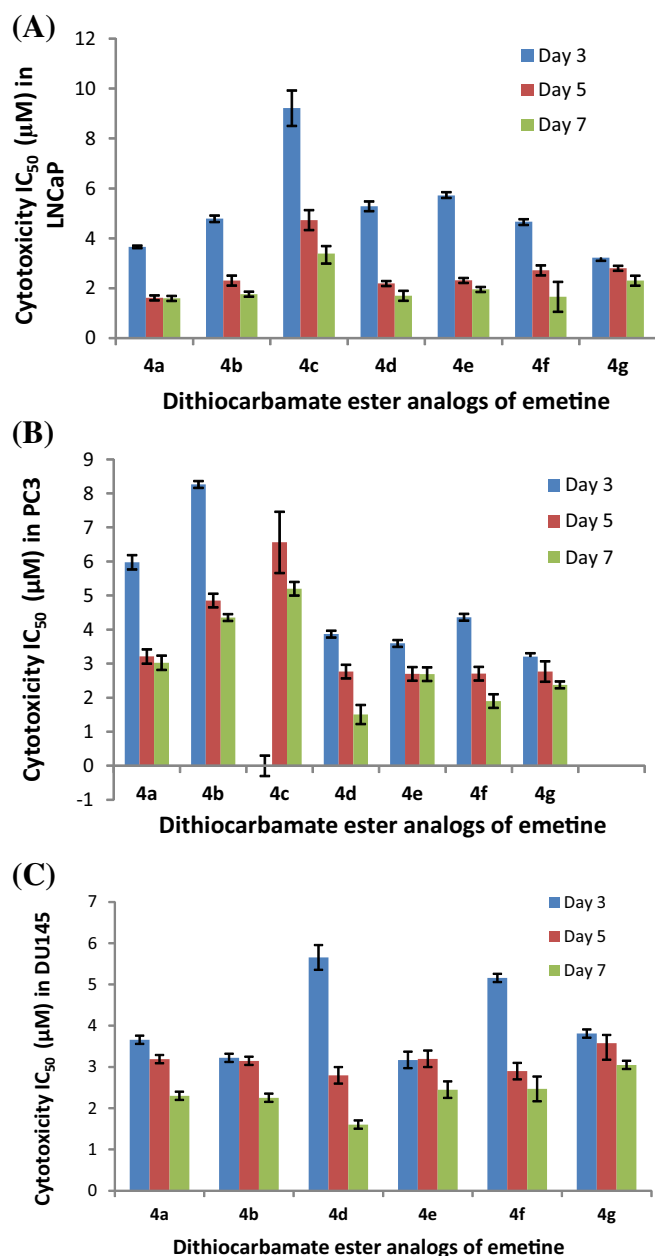 (A)
Cytotoxicity IC50 (μM) in
LNCaP
12
10
8
6
4
2
0
Day 3
Day 5
Day 7
4a 4b 4c 4d 4e 4f 4g
Dithiocarbamate ester analogs of emetine
(B)
Cytotoxicity IC50 (μM) in PC3
9
8
7
6
5
4
3
2
1
0
-1
Day 3
Day 5
Day 7
4a 4b 4c 4d 4e 4f 4g
Dithiocarbamate ester analogs of emetine
(C)
Cytotoxicity IC50 (μM) in DU145
7
6
5
4
3
2
1
0
Day 3
Day 5
Day 7
4a 4b 4d 4e 4f 4g
Dithiocarbamate ester analogs of emetine